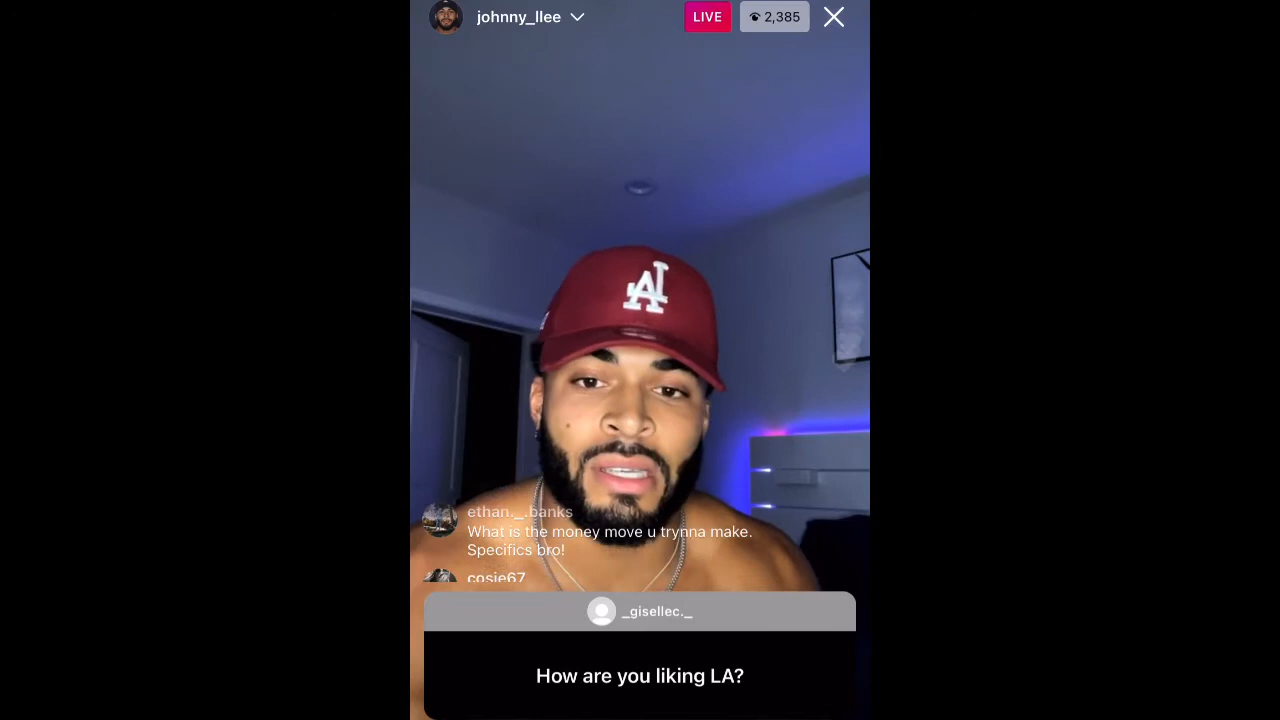 johnny_llee
LIVE
2,385
LA
ethan._.banks
What is the money move u trynna make.
Specifics bro!
cosie67
_gisellec._
How are you liking LA?